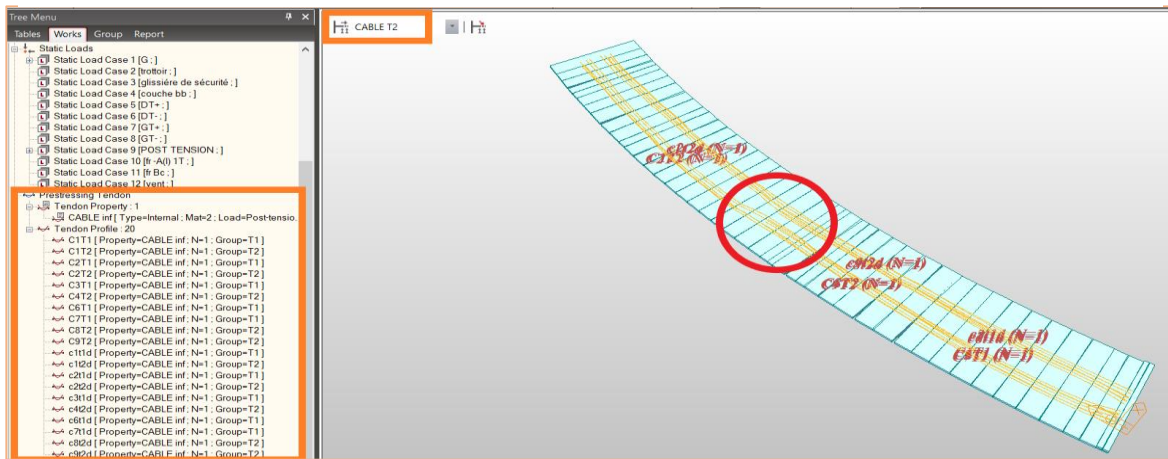 Tree Menu
Tables Works Group Report
CABLE T2
Static Loads
Static Load Case 1 [G ; ]
Static Load Case 2 [trottoir ; ]
Static Load Case 3 [glissiére de sécurité ; ]
Static Load Case 4 [couche bb ; ]
Static Load Case 5 [DT+ ; ]
Static Load Case 6 [DT- ; ]
Static Load Case 7 [GT+ ; ]
Static Load Case 8 [GT- ; ]
Static Load Case 9 [POST TENSION ; ]
Static Load Case 10 [fr -A(l) 1T ; ]
Static Load Case 11 [fr Bc ; ]
Static Load Case 12 [vent ; ]
Prestressing Tendon
Tendon Property : 1
CABLE inf [ Type=Internal ; Mat=2 ; Load=Post-tensio...
Tendon Profile : 20
C1T1 [ Property=CABLE inf ; N=1 ; Group=T1 ]
C1T2 [ Property=CABLE inf ; N=1 ; Group=T2 ]
C2T1 [ Property=CABLE inf ; N=1 ; Group=T1 ]
C2T2 [ Property=CABLE inf ; N=1 ; Group=T2 ]
C3T1 [ Property=CABLE inf ; N=1 ; Group=T1 ]
C4T2 [ Property=CABLE inf ; N=1 ; Group=T2 ]
C6T1 [ Property=CABLE inf ; N=1 ; Group=T1 ]
C7T1 [ Property=CABLE inf ; N=1 ; Group=T1 ]
C8T2 [ Property=CABLE inf ; N=1 ; Group=T2 ]
C9T2 [ Property=CABLE inf ; N=1 ; Group=T2 ]
c1t1d [ Property=CABLE inf ; N=1 ; Group=T1 ]
c1t2d [ Property=CABLE inf ; N=1 ; Group=T2 ]
c2t1d [ Property=CABLE inf ; N=1 ; Group=T1 ]
c2t2d [ Property=CABLE inf ; N=1 ; Group=T2 ]
c3t1d [ Property=CABLE inf ; N=1 ; Group=T1 ]
c4t2d [ Property=CABLE inf ; N=1 ; Group=T2 ]
c6t1d [ Property=CABLE inf ; N=1 ; Group=T1 ]
c7t1d [ Property=CABLE inf ; N=1 ; Group=T1 ]
c8t2d [ Property=CABLE inf ; N=1 ; Group=T2 ]
c9t2d [ Property=CABLE inf ; N=1 ; Group=T2 ]
(N=1)
(N=1)
(N=1)
(N=1)
(N=1)
(N=1)